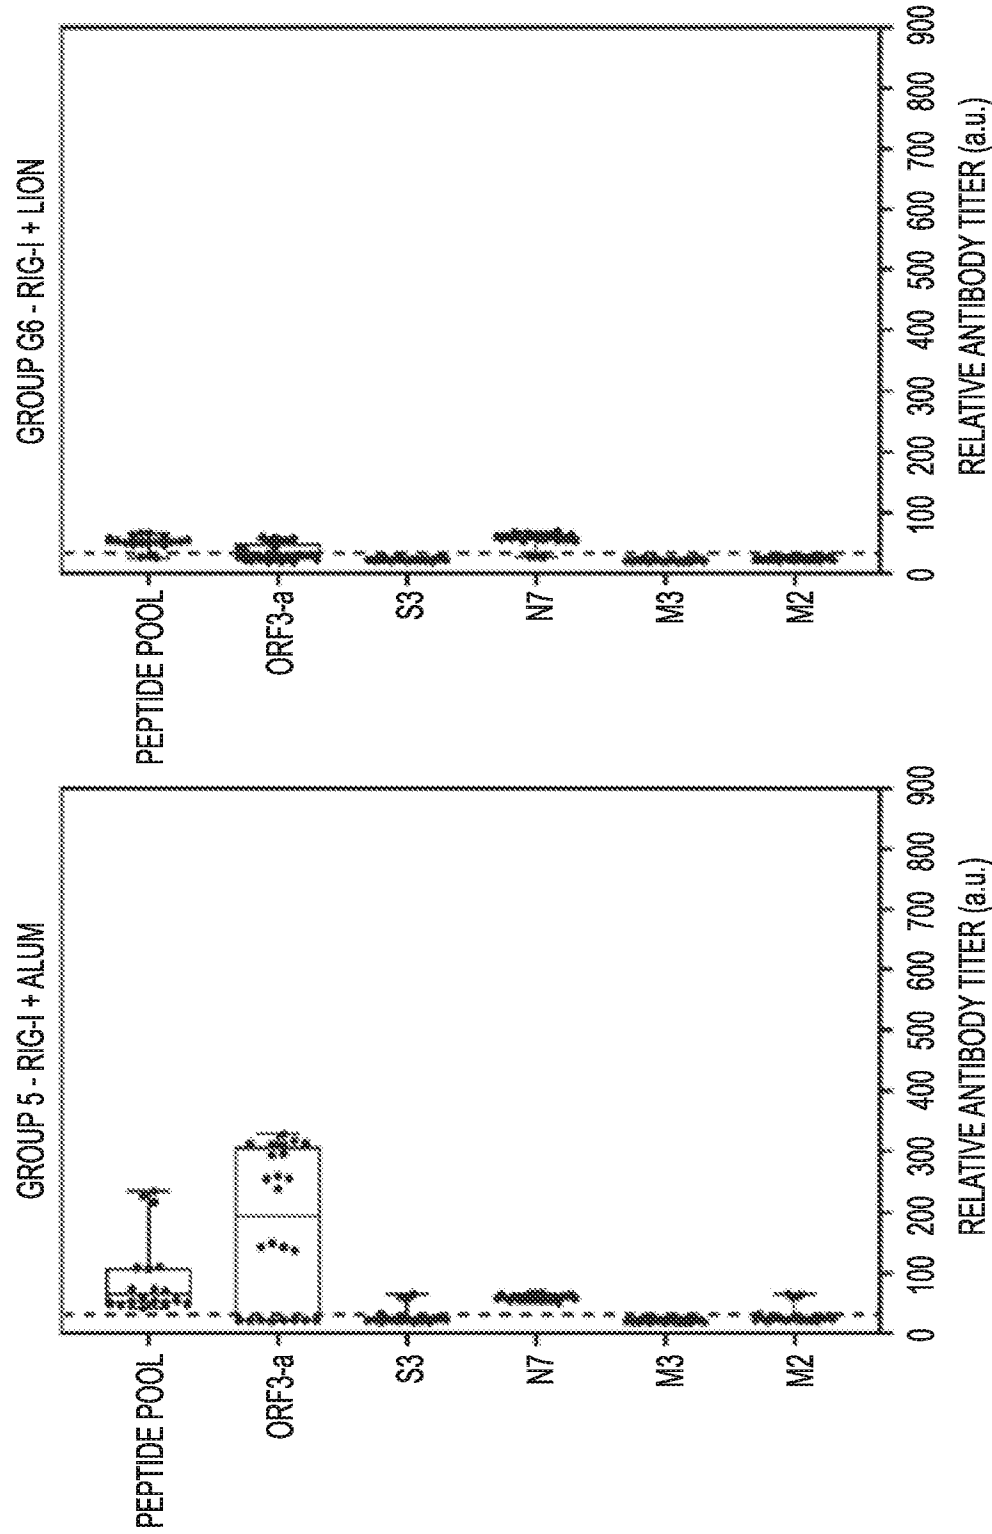 GROUP 5 - RIG-I + ALUM
PEPTIDE POOL
ORF3-a
S3
N7
M3
M2
0 100 200 300 400 500 600 700 800 900
RELATIVE ANTIBODY TITER (a.u.)
GROUP G6 - RIG-I + LION
PEPTIDE POOL
ORF3-a
S3
N7
M3
M2
0 100 200 300 400 500 600 700 800 900
RELATIVE ANTIBODY TITER (a.u.)